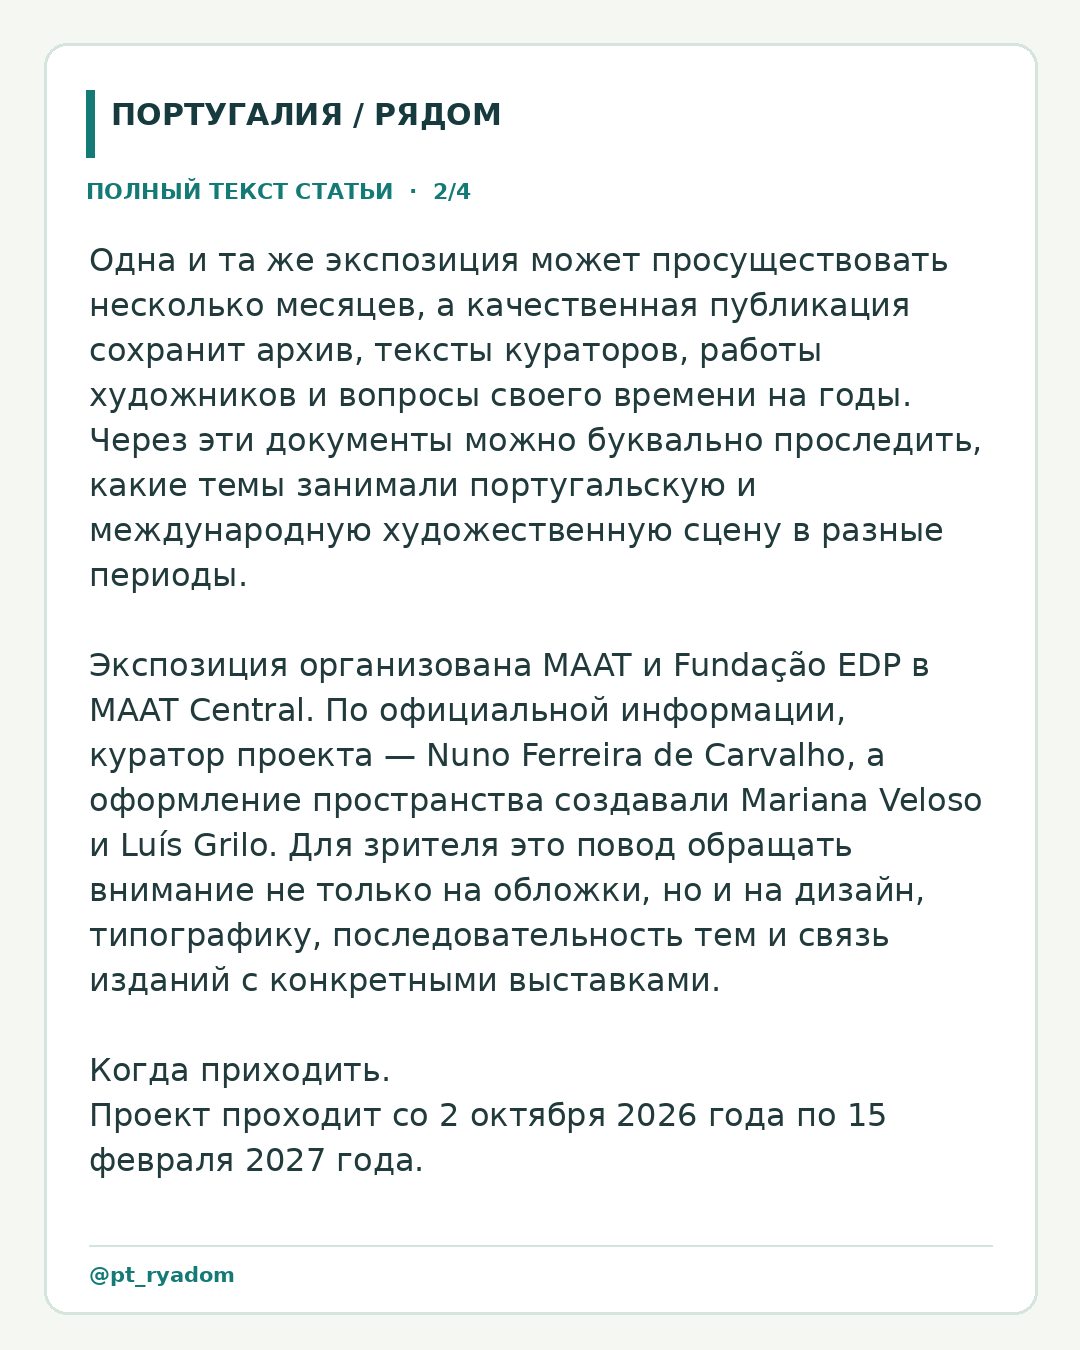 ПОРТУГАЛИЯ / РЯДОМ
ПОЛНЫЙ ТЕКСТ СТАТЬИ · 2/4
Одна и та же экспозиция может просуществовать
несколько месяцев, а качественная публикация
сохранит архив, тексты кураторов, работы
художников и вопросы своего времени на годы.
Через эти документы можно буквально проследить,
какие темы занимали португальскую и
международную художественную сцену в разные
периоды.
Экспозиция организована MAAT и Fundação EDP в
MAAT Central. По официальной информации,
куратор проекта — Nuno Ferreira de Carvalho, а
оформление пространства создавали Mariana Veloso
и Luís Grilo. Для зрителя это повод обращать
внимание не только на обложки, но и на дизайн,
типографику, последовательность тем и связь
изданий с конкретными выставками.
Когда приходить.
Проект проходит со 2 октября 2026 года по 15
февраля 2027 года.
@pt_ryadom